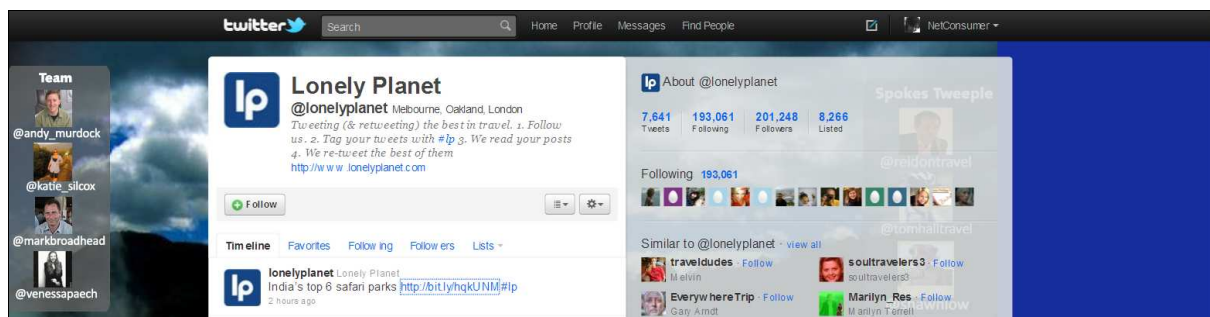 twitter
Search
Home Profile Messages Find People
NetConsumer
Team
@andy_murdock
@katie_silcox
@markbroadhead
@venessapaech
lp
Lonely Planet
@lonelyplanet Melbourne, Oakland, London
Tweeting (& retweeting) the best in travel. 1. Follow
us. 2. Tag your tweets with #lp 3. We read your posts
4. We re-tweet the best of them
http://www.lonelyplanet.com
Follow
Timeline Favorites Following Followers Lists
lp
lonelyplanet Lonely Planet
India's top 6 safari parks http://bit.ly/hqkUNM #lp
2 hours ago
lp About @lonelyplanet
7,641 193,061 201,248 8,266
Tweets Following Followers Listed
Following 193,061
Similar to @lonelyplanet · view all
traveldudes · Follow
Melvin
soultravelers3 · Follow
soultravelers3
EverywhereTrip · Follow
Gary Arndt
Marilyn_Res · Follow
Marilyn Terrell
Spokes Tweeple
@reidontravel
@tomhalltravel
@shawnlow